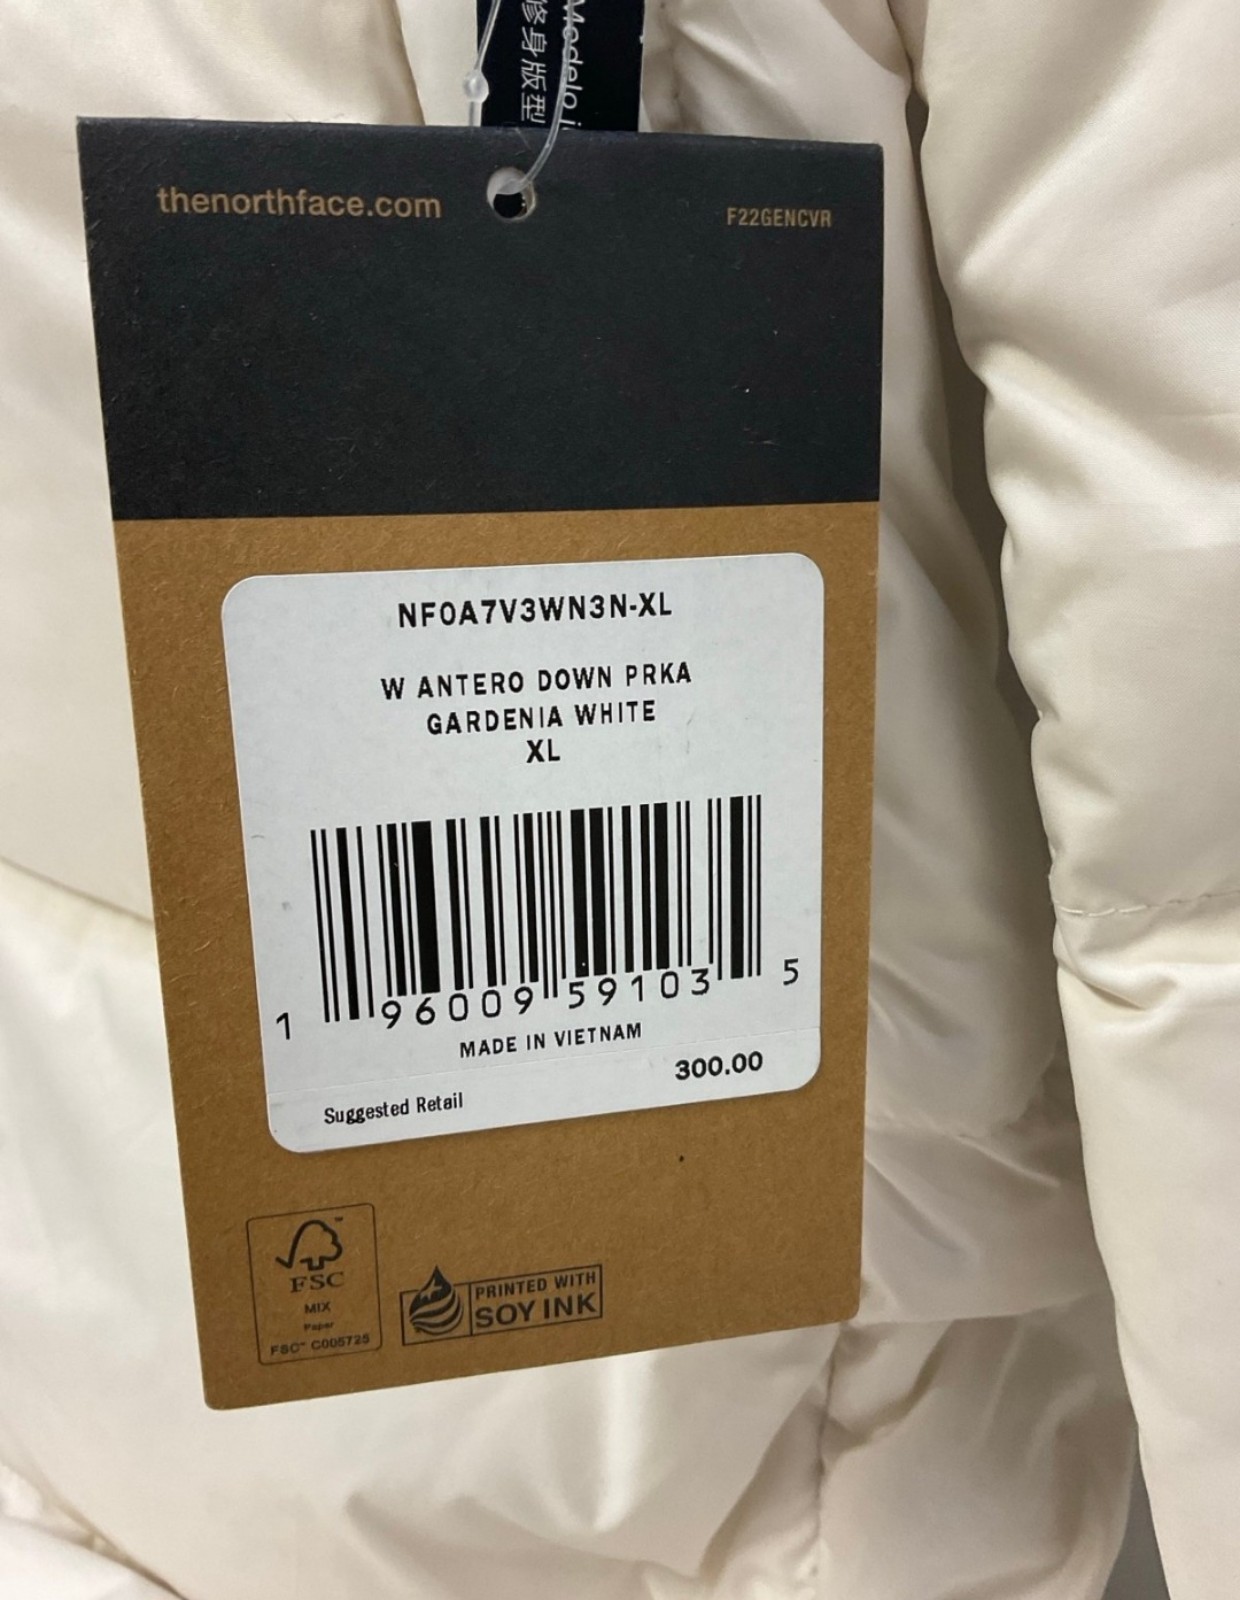 修身版型
Modelo
thenorthface.com
F22GENCVR
NF0A7V3WN3N-XL
W ANTERO DOWN PRKA
GARDENIA WHITE
XL
1 96009 59103 5
MADE IN VIETNAM
300.00
Suggested Retail
FSC
MIX
Paper
FSC™ C005725
PRINTED WITH
SOY INK